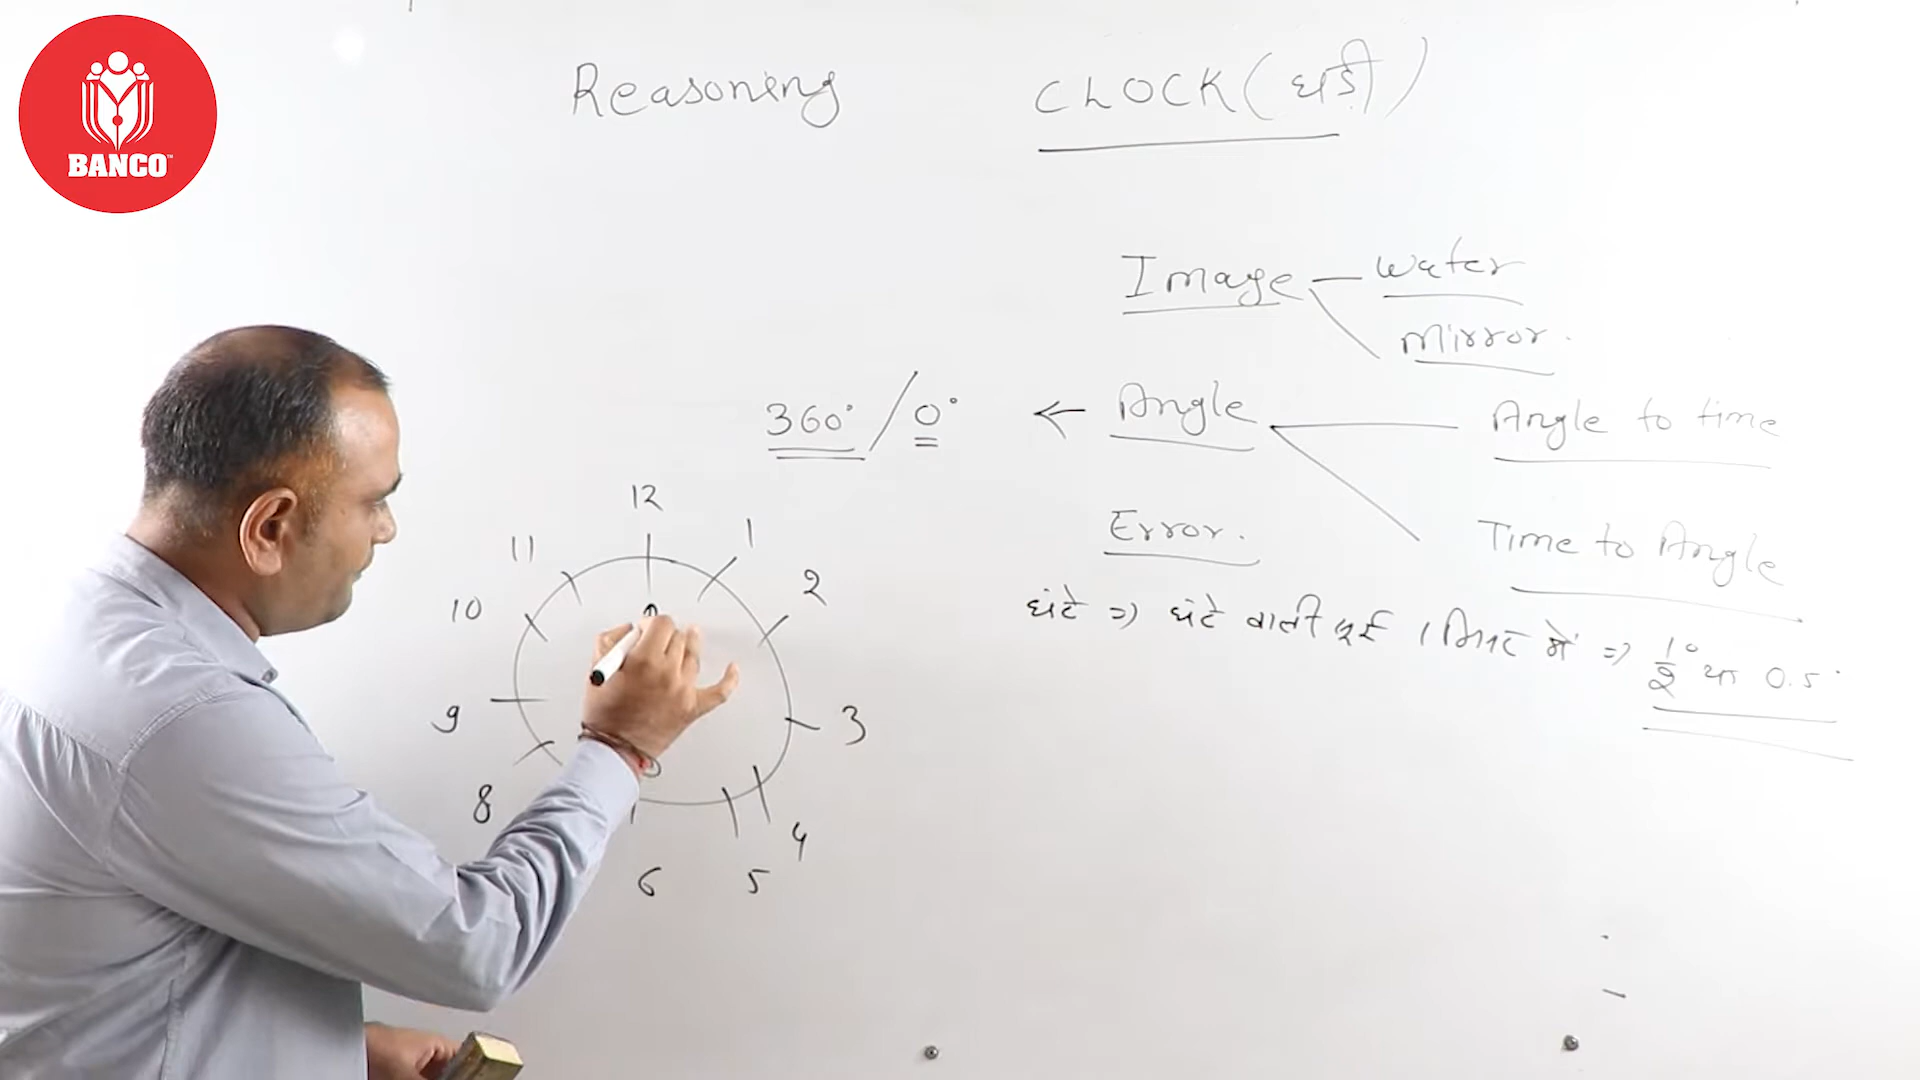 BANCO™
Reasoning CLOCK (घड़ी)
Image — Water
Mirror.
360° / 0° ← Angle Angle to time
Error. Time to Angle
घंटे => घंटे वाली सुई 1 मिनट में => 1/2° या 0.5°
12
11 1
10 2
9 3
8 4
6 5